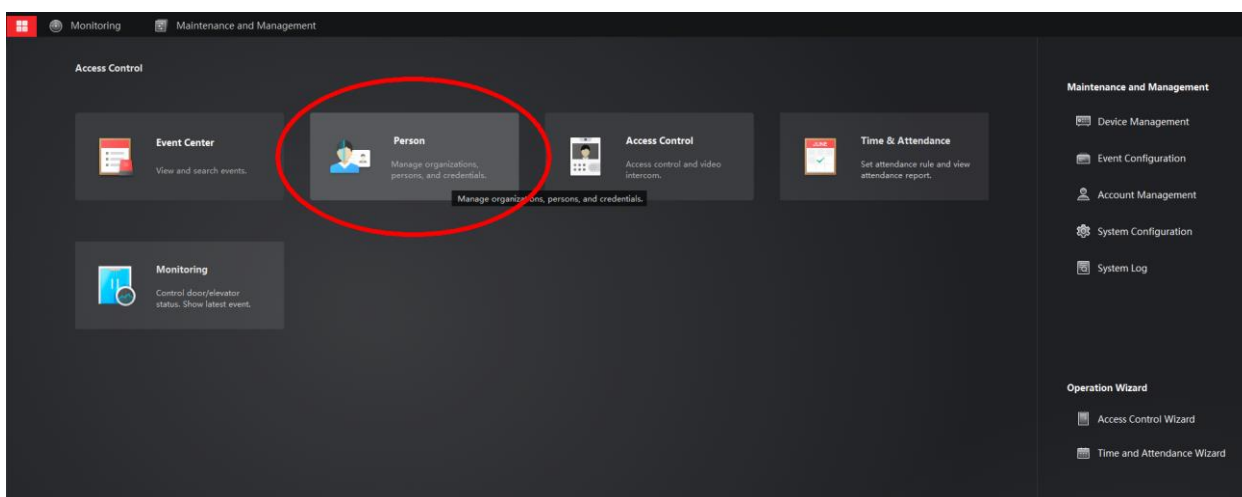 Monitoring
Maintenance and Management
Access Control
Event Center
View and search events.
Person
Manage organizations,
persons, and credentials.
Access Control
Access control and video
intercom.
JUNE
Time & Attendance
Set attendance rule and view
attendance report.
Manage organizations, persons, and credentials.
Monitoring
Control door/elevator
status. Show latest event.
Maintenance and Management
Device Management
Event Configuration
Account Management
System Configuration
System Log
Operation Wizard
Access Control Wizard
Time and Attendance Wizard